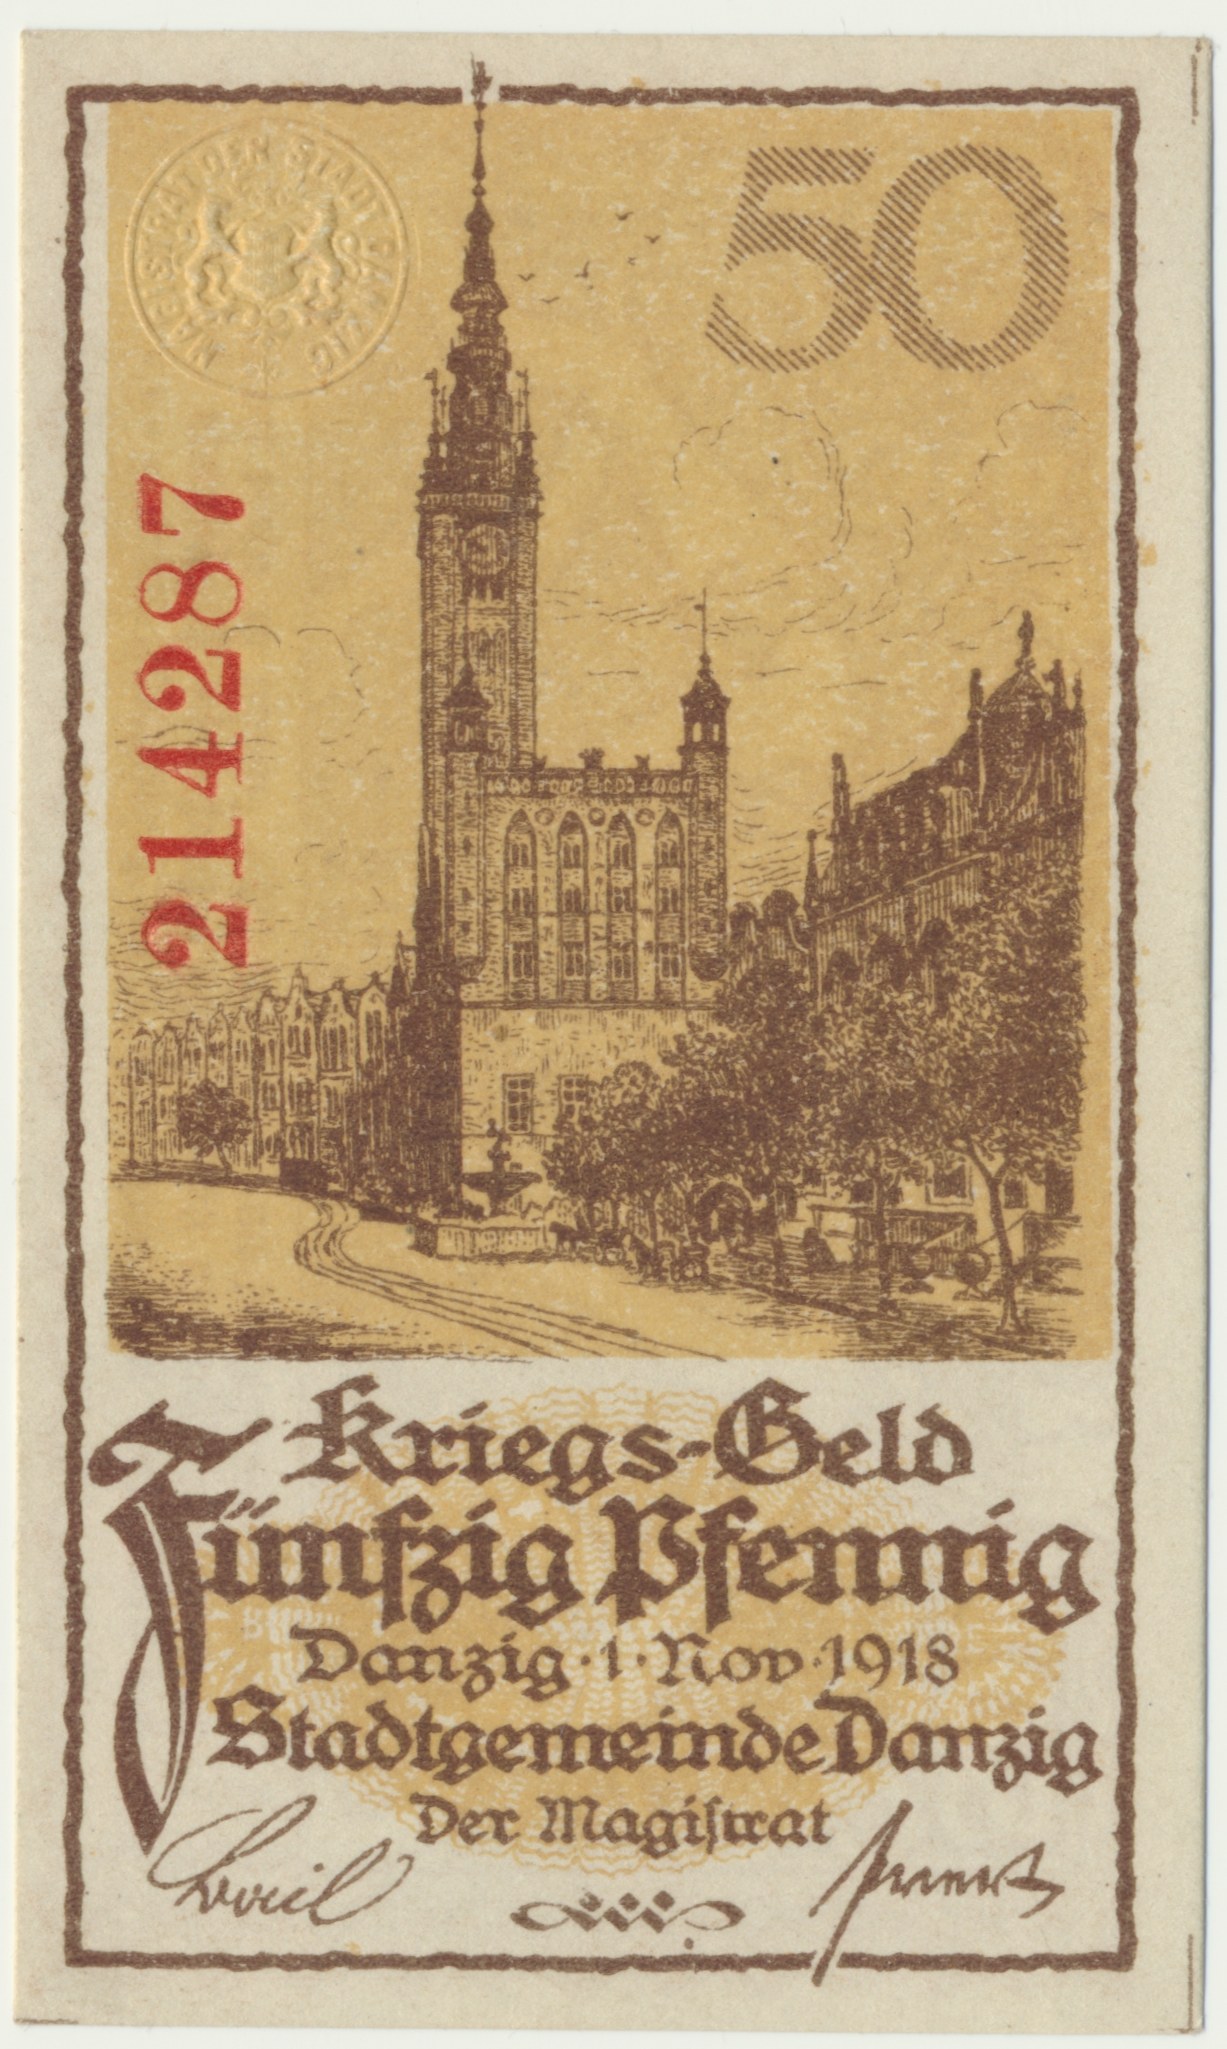 MAGISTRAT DER STADT DANZIG
50
214287
Kriegs-Geld
Fünfzig Pfennig
Danzig · 1 · Nov · 1918
Stadtgemeinde Danzig
Der Magistrat